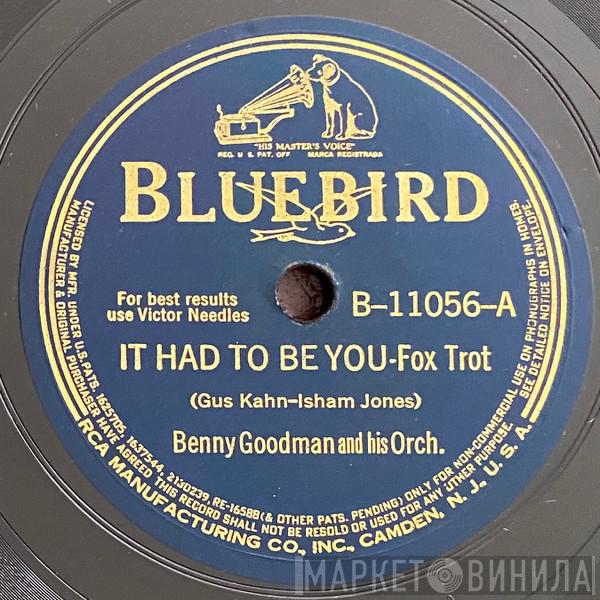 "HIS MASTER'S VOICE"
REG. U S PAT. OFF MARCA REGISTRADA
BLUEBIRD
For best results
use Victor Needles
B-11056-A
IT HAD TO BE YOU-Fox Trot
(Gus Kahn-Isham Jones)
Benny Goodman and his Orch.
LICENSED BY MFR. UNDER U.S. PATS. 1625705, 1637544, 2130239, RE-16588 (& OTHER PATS. PENDING) ONLY FOR NON-COMMERCIAL USE ON PHONOGRAPHS IN HOMES.
MANUFACTURER & ORIGINAL PURCHASER HAVE AGREED THIS RECORD SHALL NOT BE RESOLD OR USED FOR ANY OTHER PURPOSE. SEE DETAILED NOTICE ON ENVELOPE.
RCA MANUFACTURING CO., INC., CAMDEN, N. J., U. S. A.
МАРКЕТ ВИНИЛА